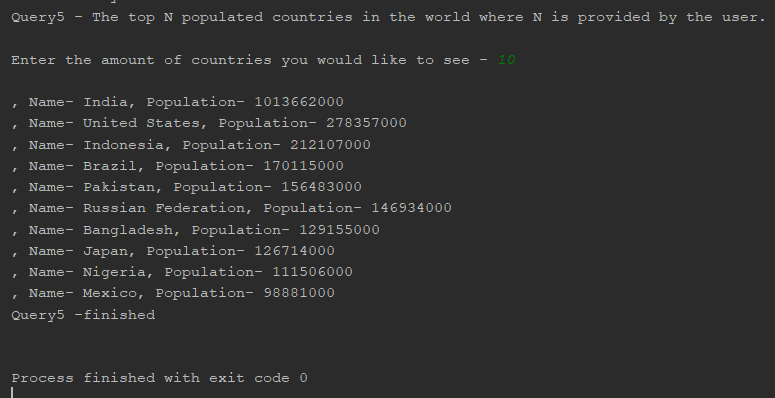 Query5 - The top N populated countries in the world where N is provided by the user.
Enter the amount of countries you would like to see - 10
, Name- India, Population- 1013662000
, Name- United States, Population- 278357000
, Name- Indonesia, Population- 212107000
, Name- Brazil, Population- 170115000
, Name- Pakistan, Population- 156483000
, Name- Russian Federation, Population- 146934000
, Name- Bangladesh, Population- 129155000
, Name- Japan, Population- 126714000
, Name- Nigeria, Population- 111506000
, Name- Mexico, Population- 98881000
Query5 -finished
Process finished with exit code 0